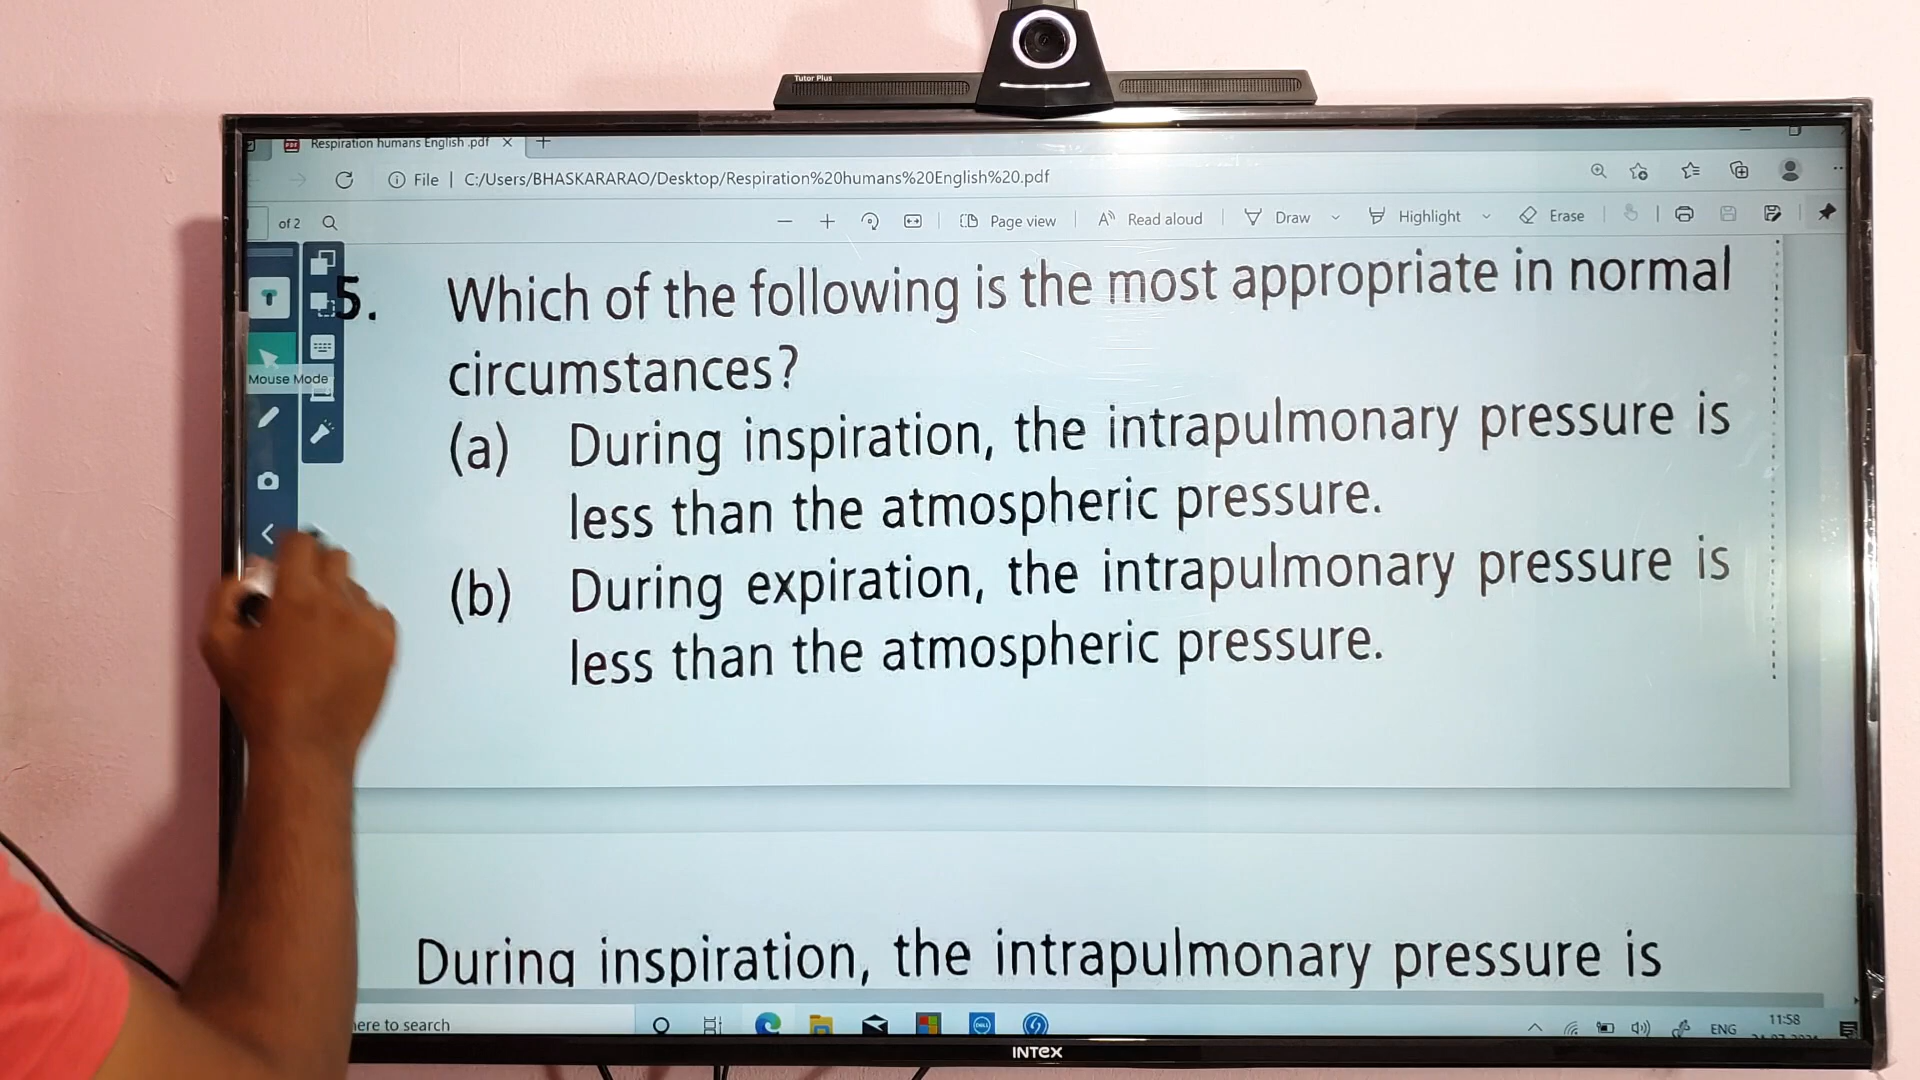 Tutor Plus
Respiration humans English .pdf
File | C:/Users/BHASKARARAO/Desktop/Respiration%20humans%20English%20.pdf
of 2
Page view
Read aloud
Draw
Highlight
Erase
5. Which of the following is the most appropriate in normal
circumstances?
Mouse Mode
(a) During inspiration, the intrapulmonary pressure is
less than the atmospheric pressure.
(b) During expiration, the intrapulmonary pressure is
less than the atmospheric pressure.
During inspiration, the intrapulmonary pressure is
here to search
DELL
ENG
11:58
INTEX